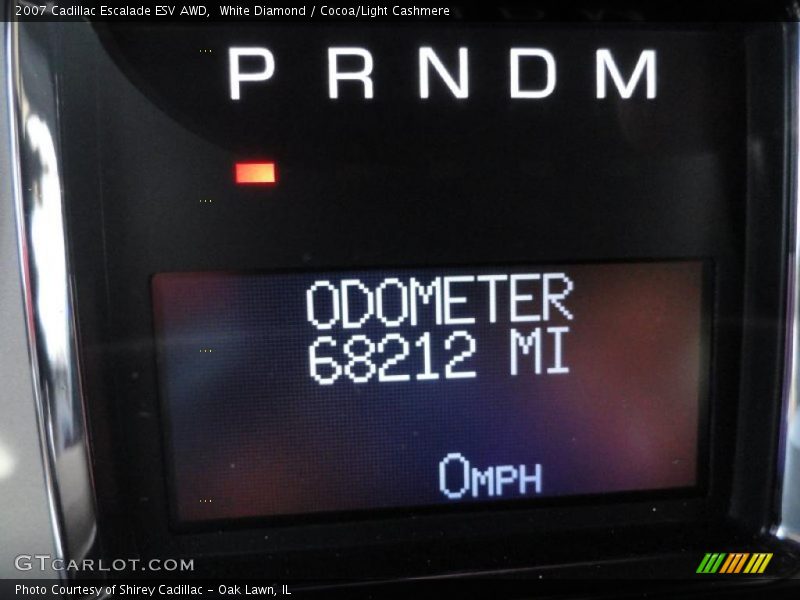 2007 Cadillac Escalade ESV AWD,  White Diamond / Cocoa/Light Cashmere
P R N D M
ODOMETER
68212 MI
0MPH
GTCARLOT.COM
Photo Courtesy of Shirey Cadillac - Oak Lawn, IL